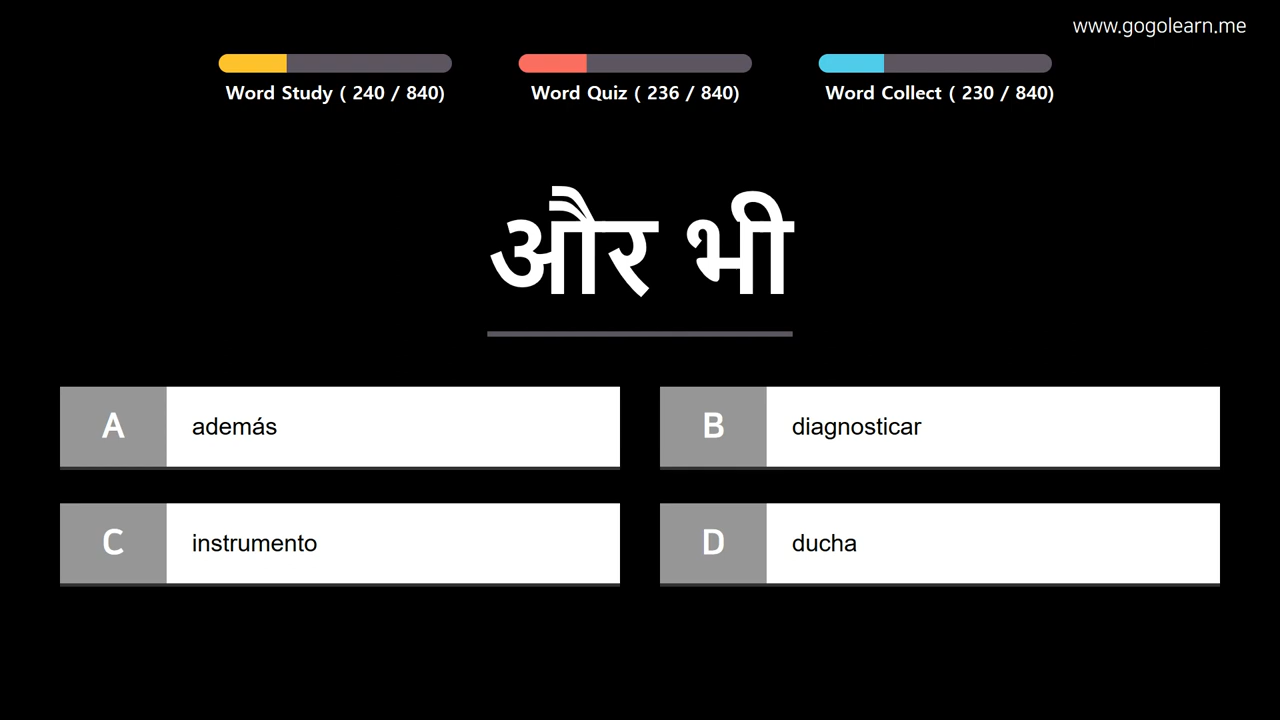 www.gogolearn.me
Word Study ( 240 / 840)
Word Quiz ( 236 / 840)
Word Collect ( 230 / 840)
और भी
A
además
B
diagnosticar
C
instrumento
D
ducha